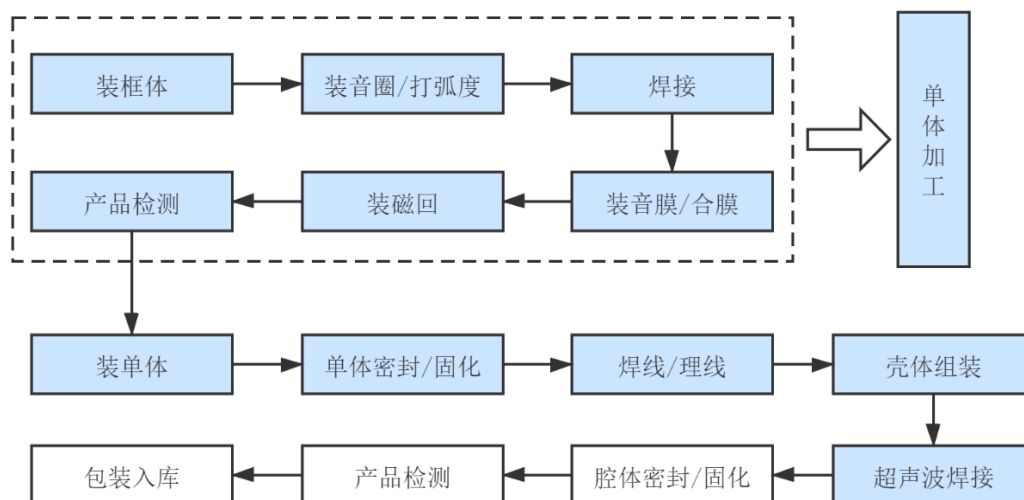 装框体
装音圈/打弧度
焊接
单体加工
产品检测
装磁回
装音膜/合膜
装单体
单体密封/固化
焊线/理线
壳体组装
包装入库
产品检测
腔体密封/固化
超声波焊接